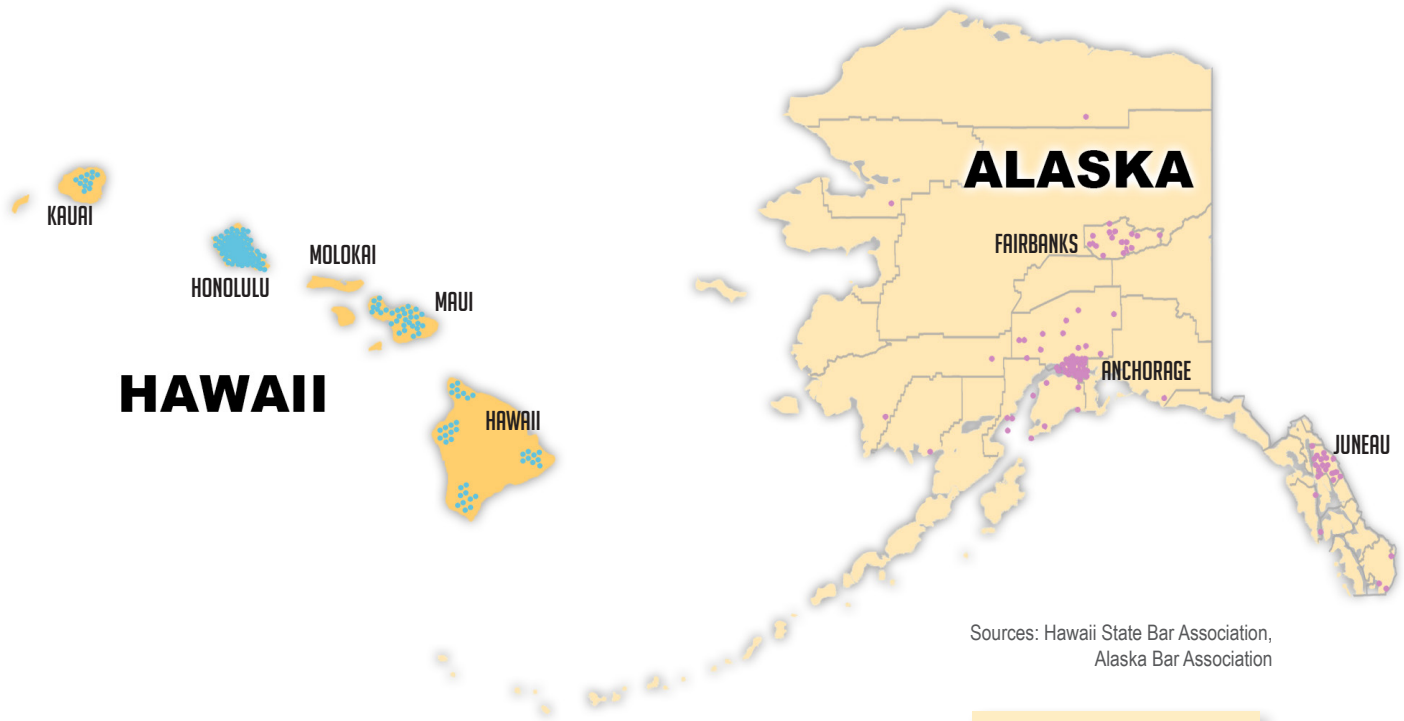 ALASKA
KAUAI
FAIRBANKS
MOLOKAI
HONOLULU
MAUI
ANCHORAGE
HAWAII
HAWAII
JUNEAU
Sources: Hawaii State Bar Association,
Alaska Bar Association